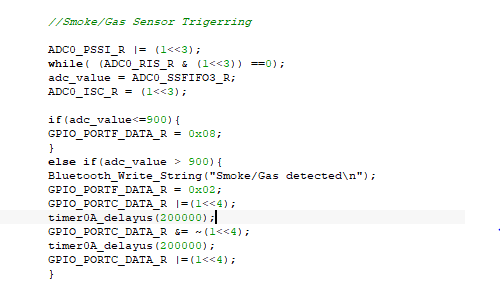 //Smoke/Gas Sensor Trigerring
ADC0_PSSI_R |= (1<<3);
while( (ADC0_RIS_R & (1<<3)) ==0);
adc_value = ADC0_SSFIFO3_R;
ADC0_ISC_R = (1<<3);
if(adc_value<=900){
GPIO_PORTF_DATA_R = 0x08;
}
else if(adc_value > 900){
Bluetooth_Write_String("Smoke/Gas detected\n");
GPIO_PORTF_DATA_R = 0x02;
GPIO_PORTC_DATA_R |=(1<<4);
timer0A_delayus(200000);
GPIO_PORTC_DATA_R &= ~(1<<4);
timer0A_delayus(200000);
GPIO_PORTC_DATA_R |=(1<<4);
}